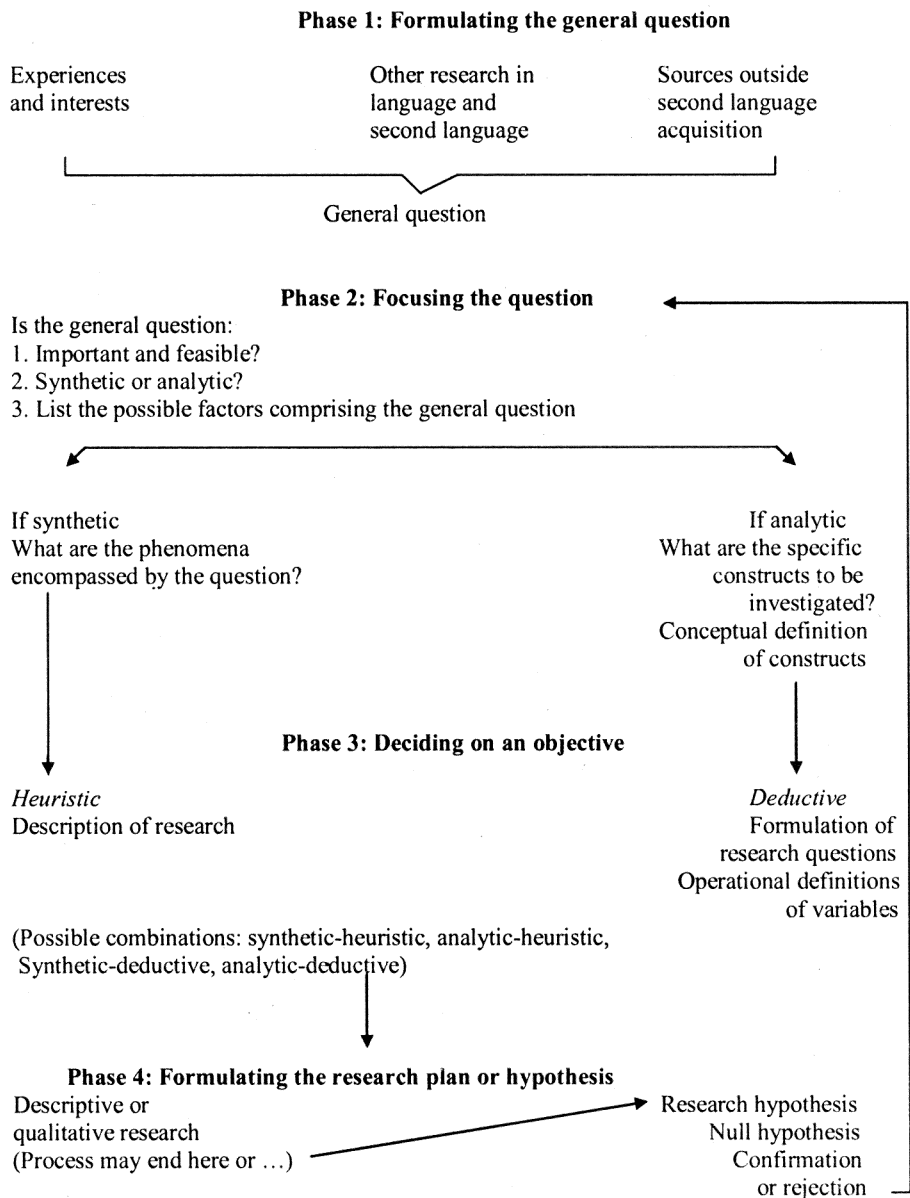 Phase 1: Formulating the general question
Experiences
and interests
Other research in
language and
second language
Sources outside
second language
acquisition
General question
Phase 2: Focusing the question
Is the general question:
1. Important and feasible?
2. Synthetic or analytic?
3. List the possible factors comprising the general question
If synthetic
What are the phenomena
encompassed by the question?
If analytic
What are the specific
constructs to be
investigated?
Conceptual definition
of constructs
Phase 3: Deciding on an objective
Heuristic
Description of research
Deductive
Formulation of
research questions
Operational definitions
of variables
(Possible combinations: synthetic-heuristic, analytic-heuristic,
Synthetic-deductive, analytic-deductive)
Phase 4: Formulating the research plan or hypothesis
Descriptive or
qualitative research
(Process may end here or …)
Research hypothesis
Null hypothesis
Confirmation
or rejection